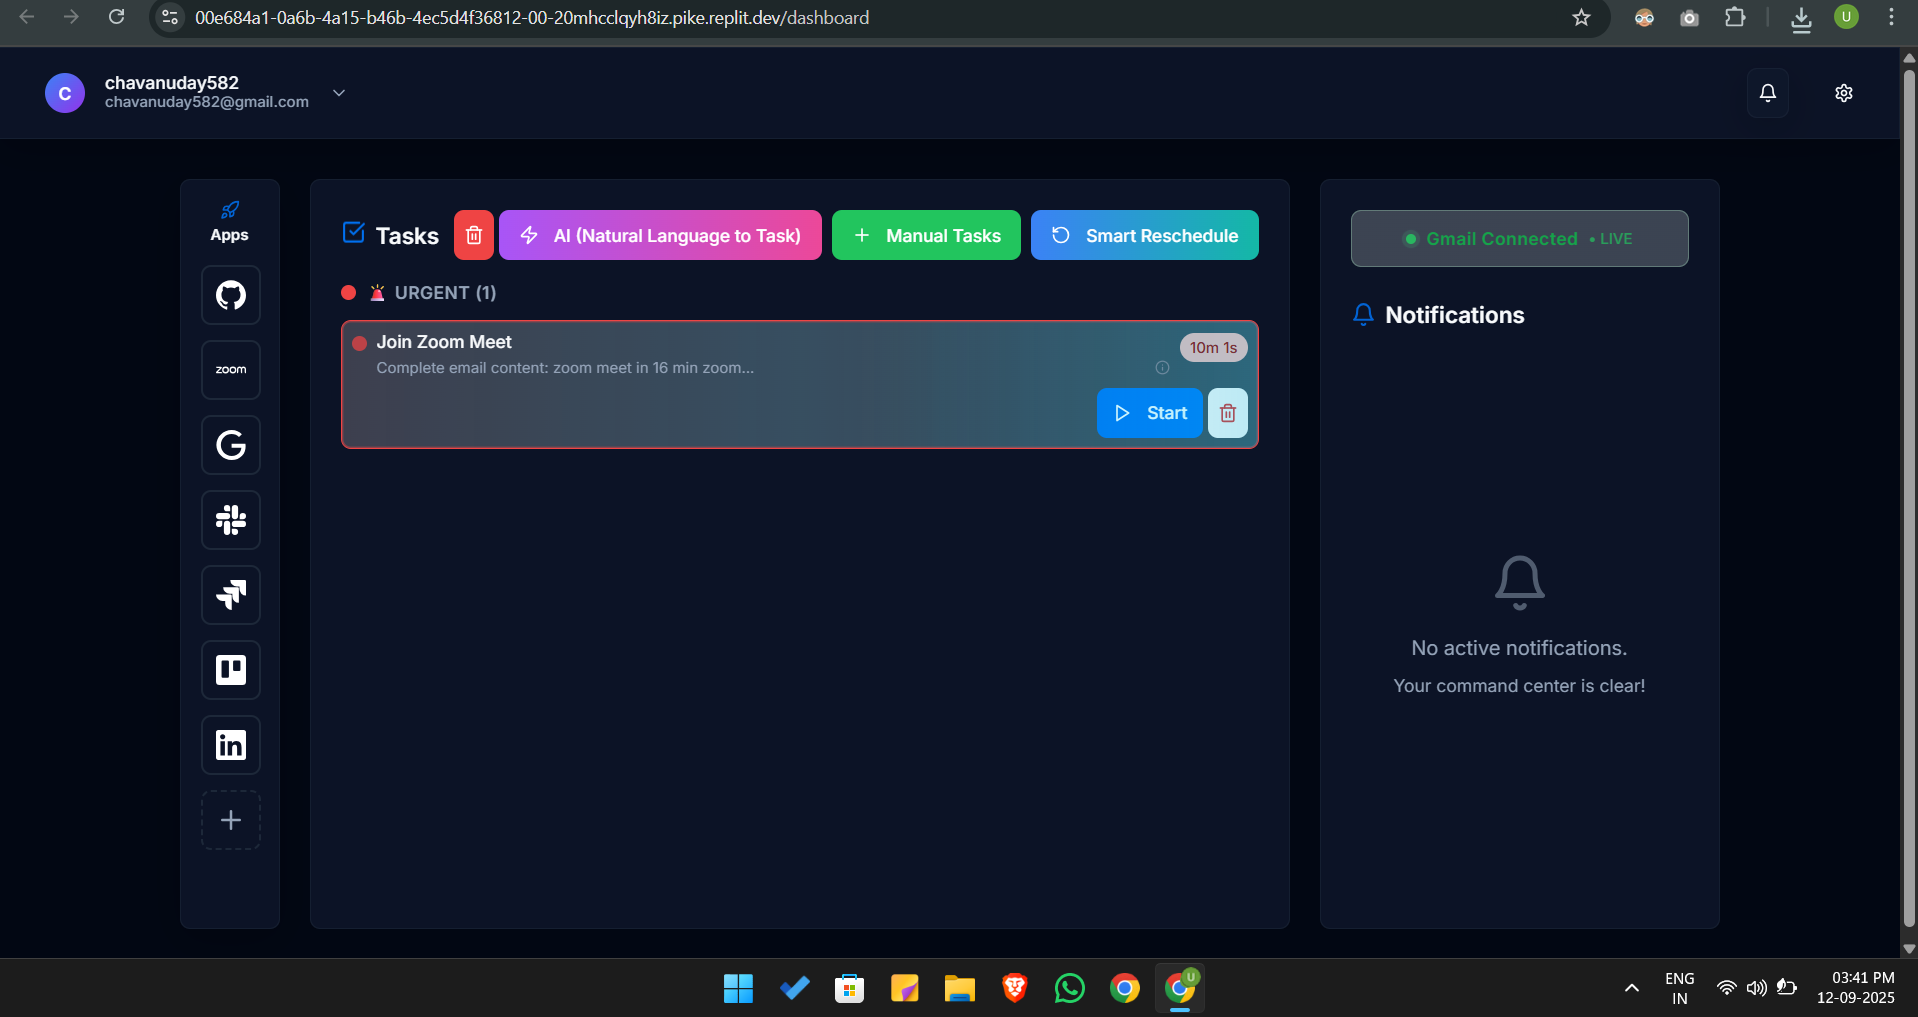 00e684a1-0a6b-4a15-b46b-4ec5d4f36812-00-20mhcclqyh8iz.pike.replit.dev/dashboard
U
C
chavanuday582
chavanuday582@gmail.com
Apps
zoom
Tasks
AI (Natural Language to Task)
Manual Tasks
Smart Reschedule
URGENT (1)
Join Zoom Meet
10m 1s
Complete email content: zoom meet in 16 min zoom...
Start
Gmail Connected • LIVE
Notifications
No active notifications.
Your command center is clear!
in
U
ENG
IN
03:41 PM
12-09-2025